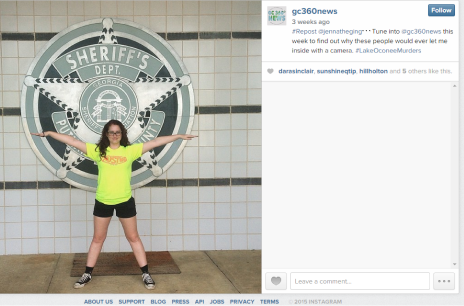 SHERIFF'S
DEPT.
GEORGIA
gc360news
Follow
3 weeks ago
#Repost @jennatheging・・・Tune into @gc360news this
week to find out why these people would ever let me
inside with a camera. #LakeOconeeMurders
darasinclair, sunshineqtip, hillholton and 5 others like this.
Leave a comment...
ABOUT US SUPPORT BLOG PRESS API JOBS PRIVACY TERMS © 2015 INSTAGRAM